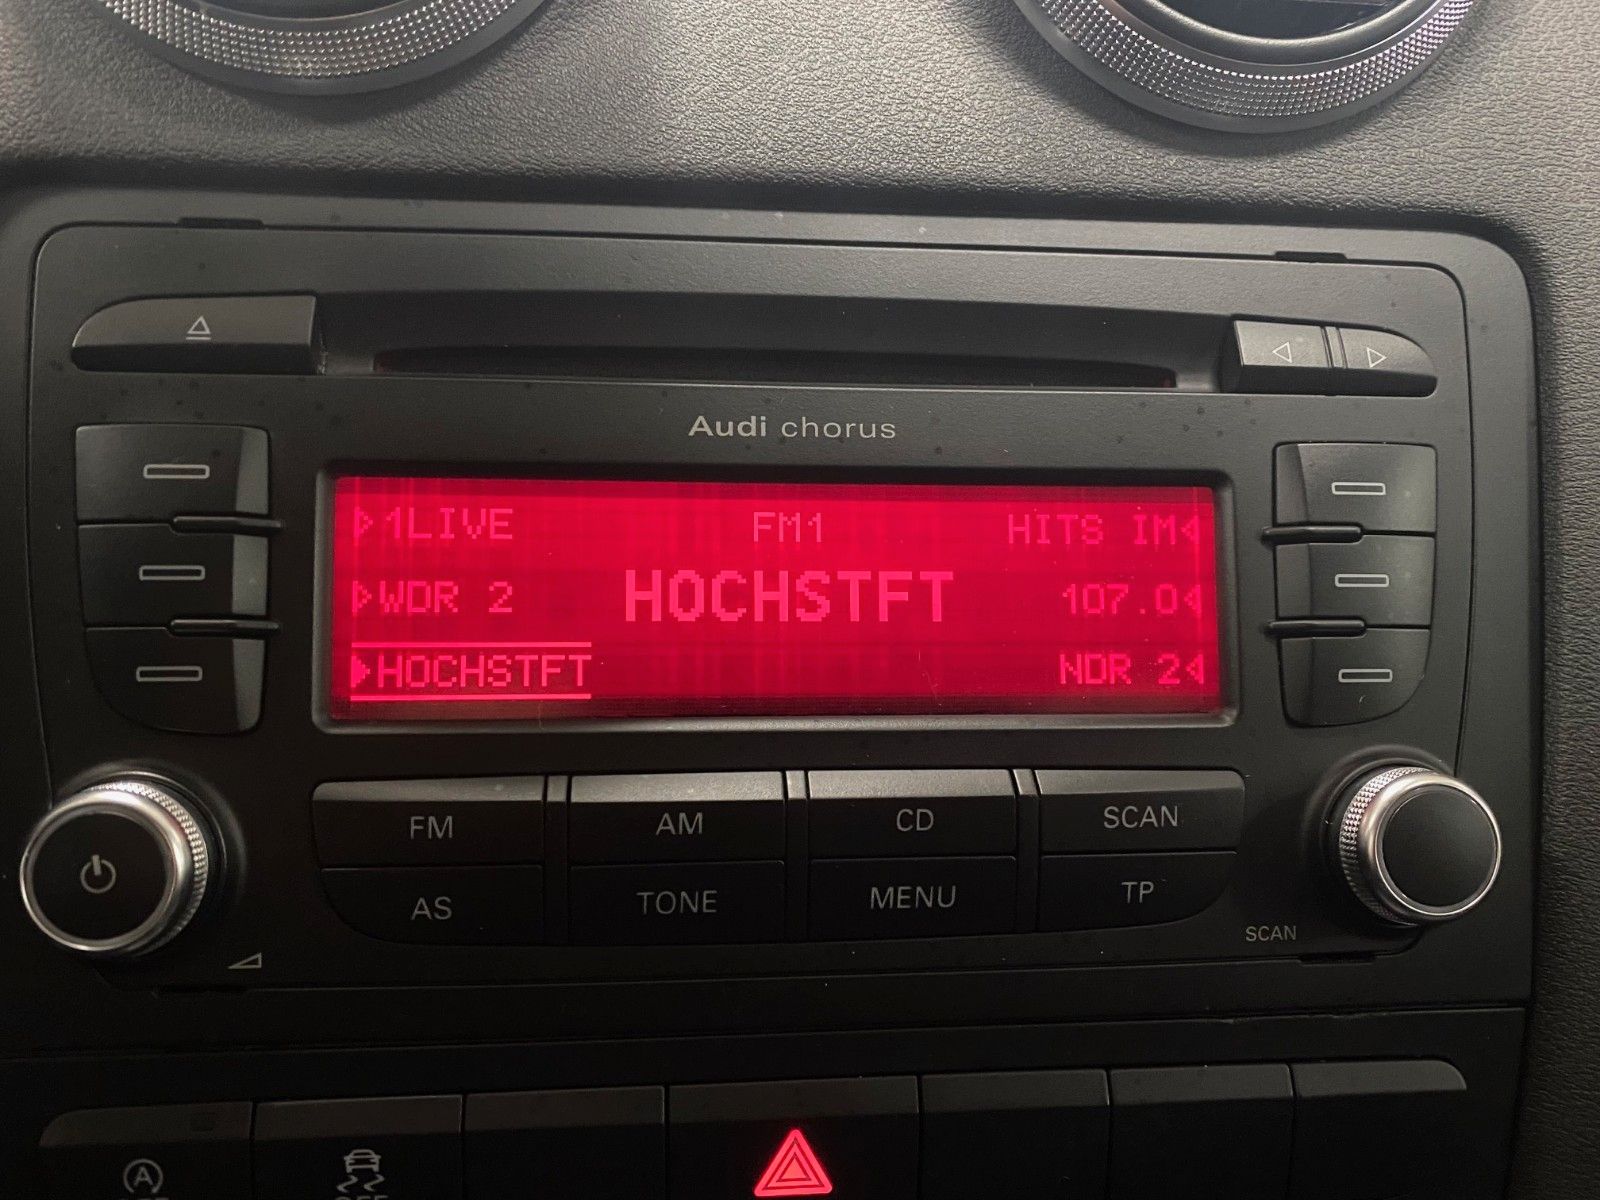 Audi chorus
1LIVE FM1 HITS IM
WDR 2 HOCHSTFT 107.0
HOCHSTFT NDR 2
FM AM CD SCAN
AS TONE MENU TP
SCAN
A